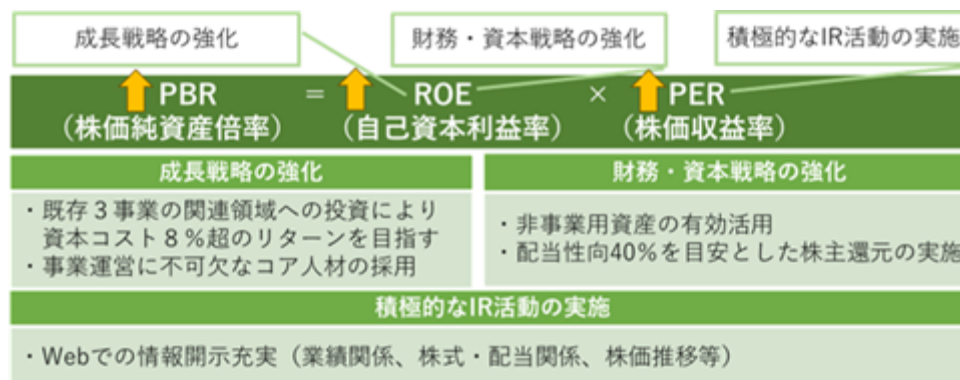 成長戦略の強化
財務・資本戦略の強化
積極的なIR活動の実施
PBR = ROE × PER
（株価純資産倍率） （自己資本利益率） （株価収益率）
成長戦略の強化
・既存３事業の関連領域への投資により
資本コスト８％超のリターンを目指す
・事業運営に不可欠なコア人材の採用
財務・資本戦略の強化
・非事業用資産の有効活用
・配当性向40%を目安とした株主還元の実施
積極的なIR活動の実施
・Webでの情報開示充実（業績関係、株式・配当関係、株価推移等）